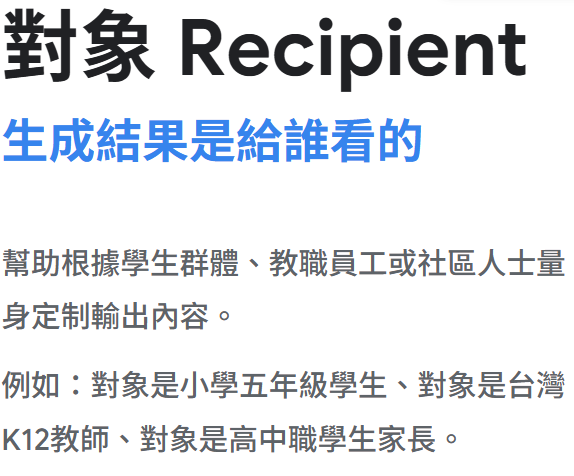 對象 Recipient
生成結果是給誰看的
幫助根據學生群體、教職員工或社區人士量
身定制輸出內容。
例如：對象是小學五年級學生、對象是台灣
K12教師、對象是高中職學生家長。